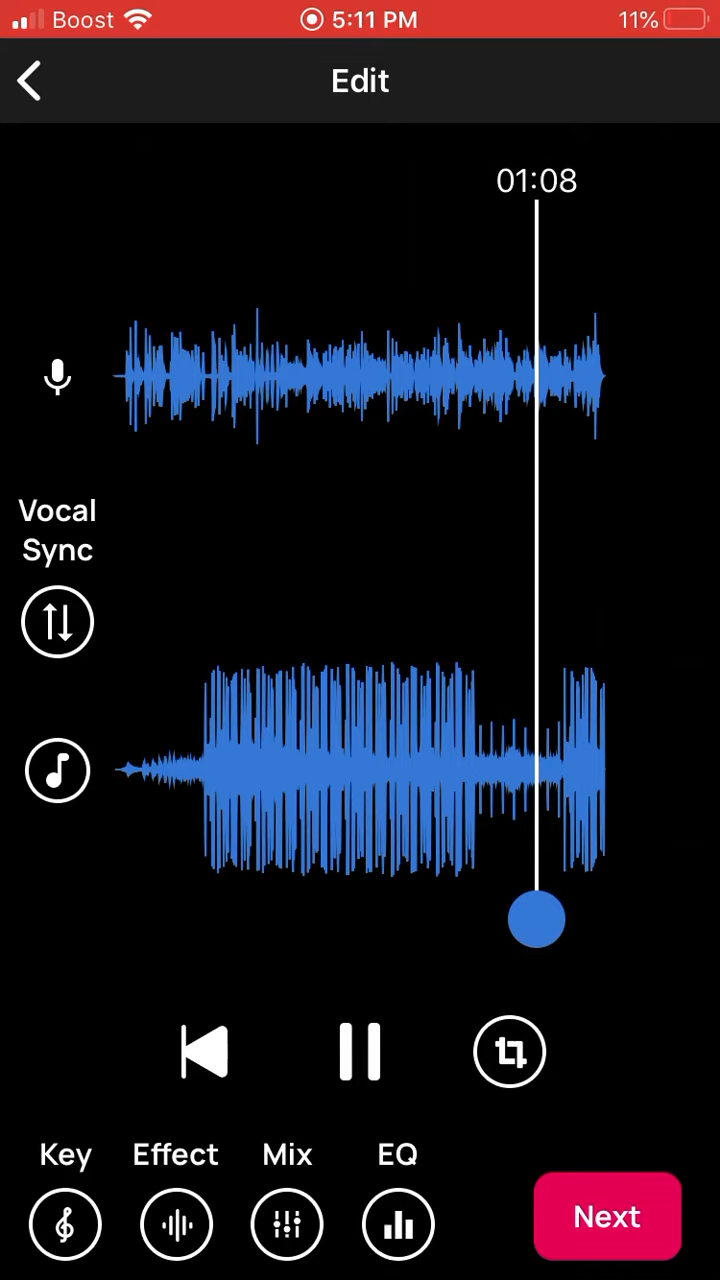 Boost 5:11 PM 11%
Edit
01:08
Vocal
Sync
Key Effect Mix EQ
Next